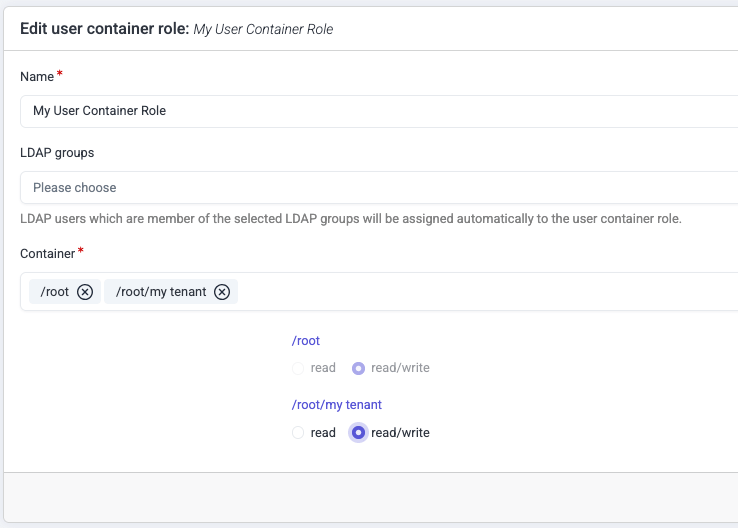 Edit user container role: My User Container Role
Name *
My User Container Role
LDAP groups
Please choose
LDAP users which are member of the selected LDAP groups will be assigned automatically to the user container role.
Container *
/root /root/my tenant
/root
read read/write
/root/my tenant
read read/write